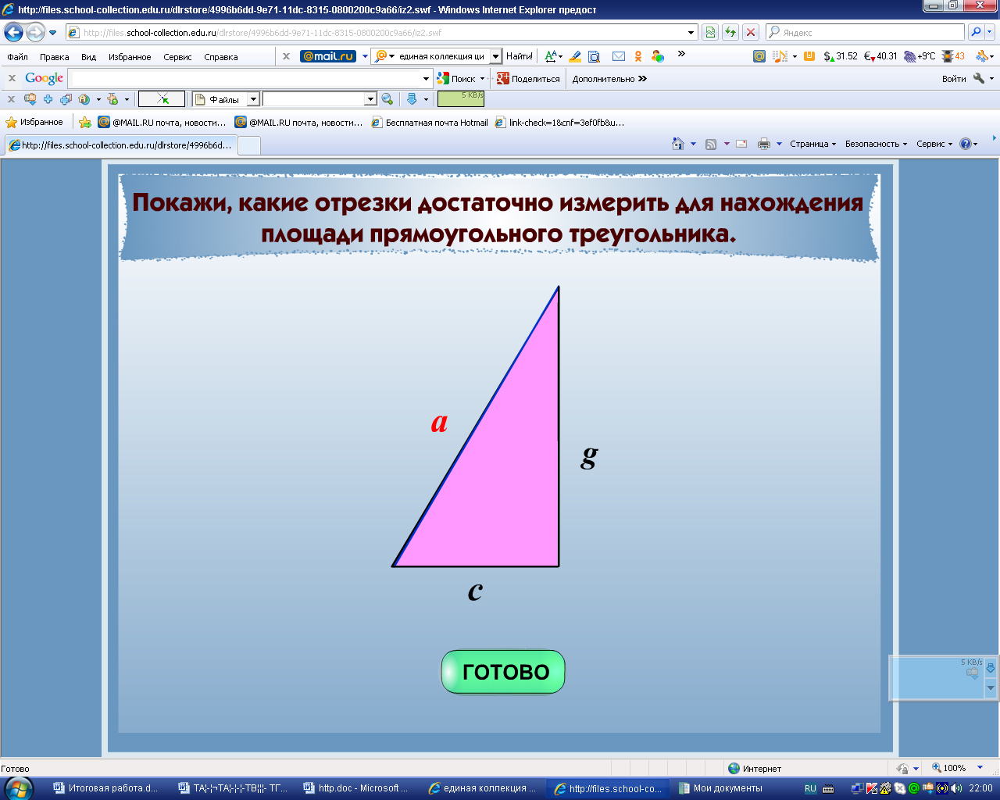 http://files.school-collection.edu.ru/dlrstore/4996b6dd-9e71-11dc-8315-0800200c9a66/iz2.swf - Windows Internet Explorer предост
http://files.school-collection.edu.ru/dlrstore/4996b6dd-9e71-11dc-8315-0800200c9a66/iz2.swf
Яндекс
Файл Правка Вид Избранное Сервис Справка
x @mail.ru единая коллекция ци Найти! » $ 31.52 € 40.31 +9°C 43
x Google Поиск Поделиться Дополнительно » Войти
x Файлы 5 KB/s
Избранное @MAIL.RU почта, новости... @MAIL.RU почта, новости... Бесплатная почта Hotmail link-check=1&cnf=3ef0fb&u...
http://files.school-collection.edu.ru/dlrstore/4996b6d... Страница Безопасность Сервис
Покажи, какие отрезки достаточно измерить для нахождения
площади прямоугольного треугольника.
a
g
c
ГОТОВО
5 KB/s
Готово Интернет 100%
Итоговая работа.d... ТА¦-¦¬ТА¦-¦-¦-ТВ¦¦¦- ТГ... http.doc - Microsoft ... единая коллекция ... http://files.school-co... Мои документы RU 22:00